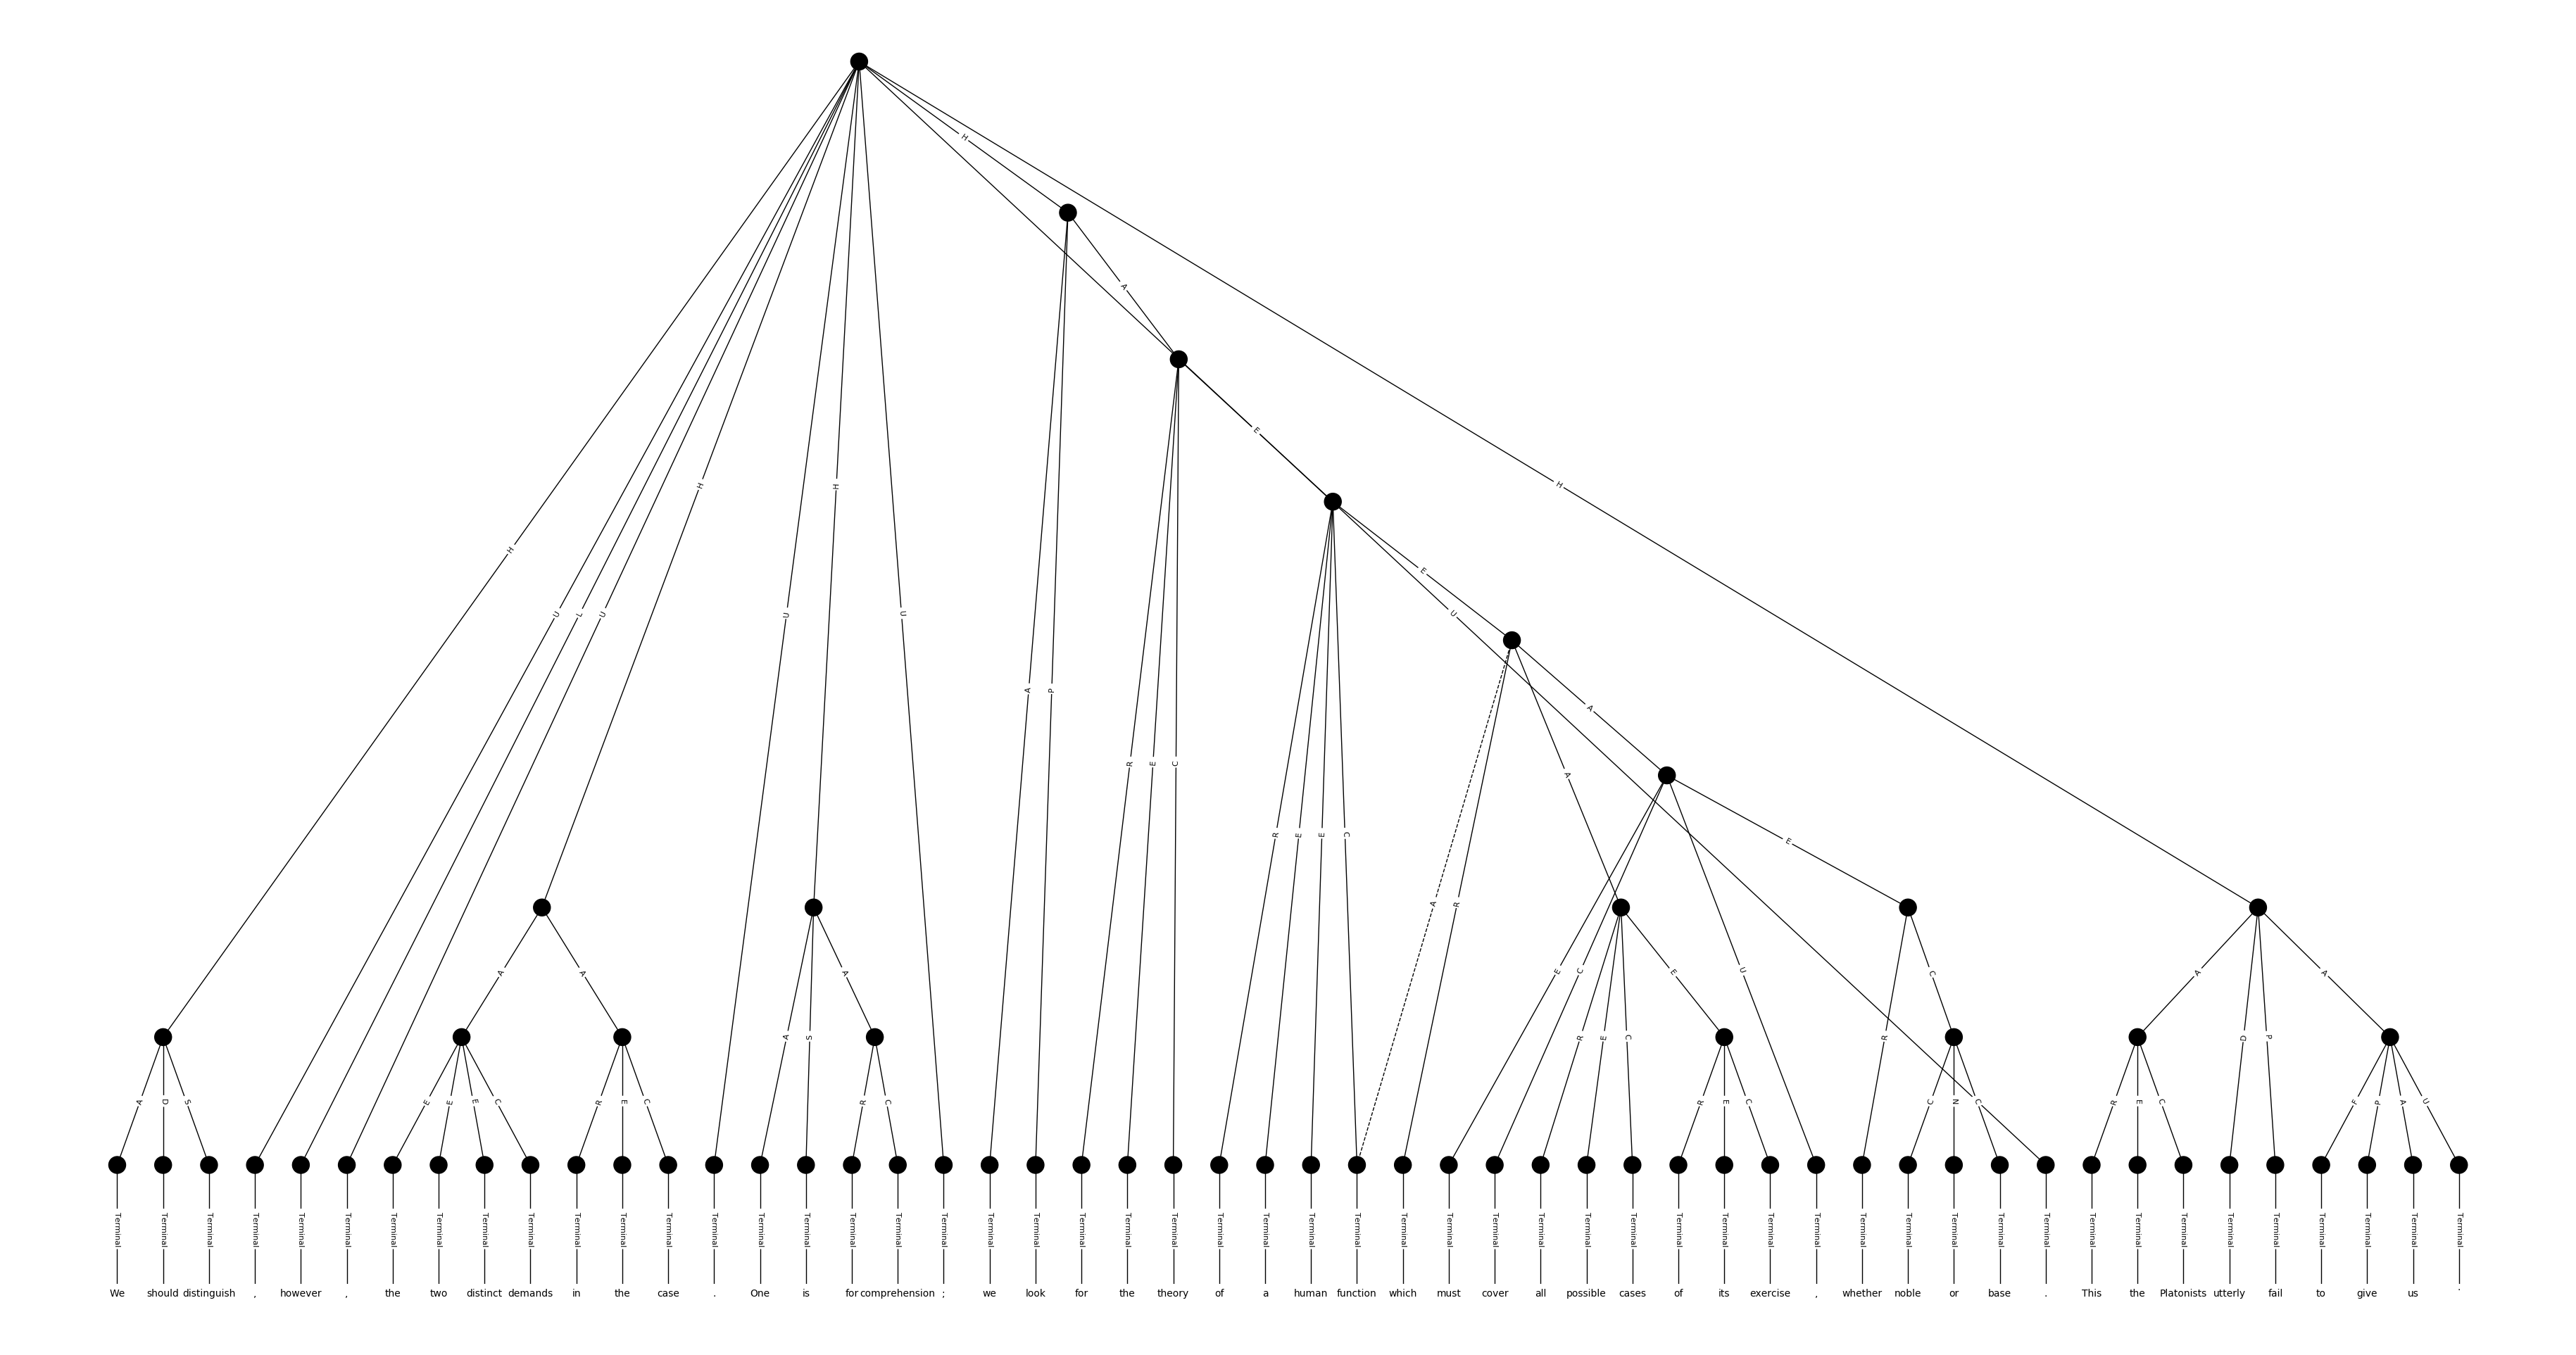 H
H
A
E
H
H
H
E
H
U
L
U
U
U
U
A
P
A
R
E
C
A
R
E
E
C
E
A
R
A
A
E
C
U
A
A
A
E
A
S
R
E
C
R
D
P
A
D
S
E
E
E
C
R
E
C
R
C
R
E
C
C
N
C
R
E
C
F
P
A
U
Terminal Terminal Terminal Terminal Terminal Terminal Terminal Terminal Terminal Terminal Terminal Terminal Terminal Terminal Terminal Terminal Terminal Terminal Terminal Terminal Terminal Terminal Terminal Terminal Terminal Terminal Terminal Terminal Terminal Terminal Terminal Terminal Terminal Terminal Terminal Terminal Terminal Terminal Terminal Terminal Terminal Terminal Terminal Terminal Terminal Terminal Terminal Terminal Terminal Terminal Terminal Terminal
We should distinguish , however , the two distinct demands in the case . One is for comprehension ; we look for the theory of a human function which must cover all possible cases of its exercise , whether noble or base . This the Platonists utterly fail to give us .